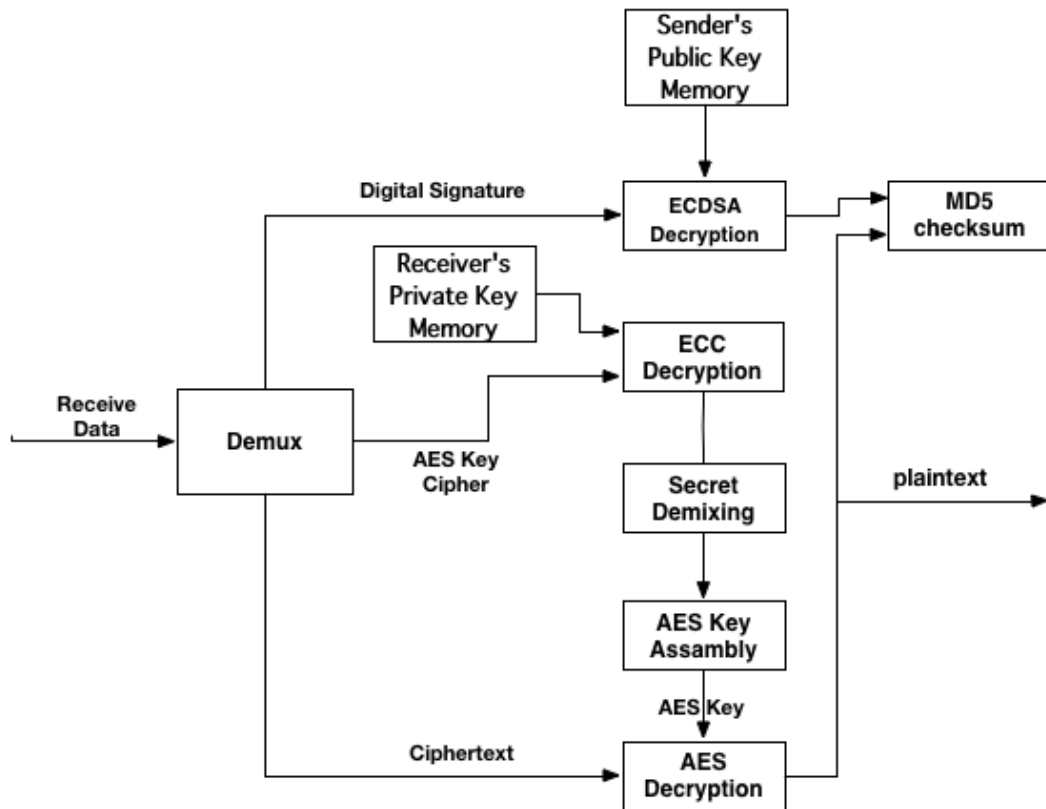 Sender's
Public Key
Memory
Digital Signature
ECDSA
Decryption
MD5
checksum
Receiver's
Private Key
Memory
ECC
Decryption
Receive
Data
Demux
AES Key
Cipher
Secret
Demixing
plaintext
AES Key
Assambly
AES Key
Ciphertext
AES
Decryption